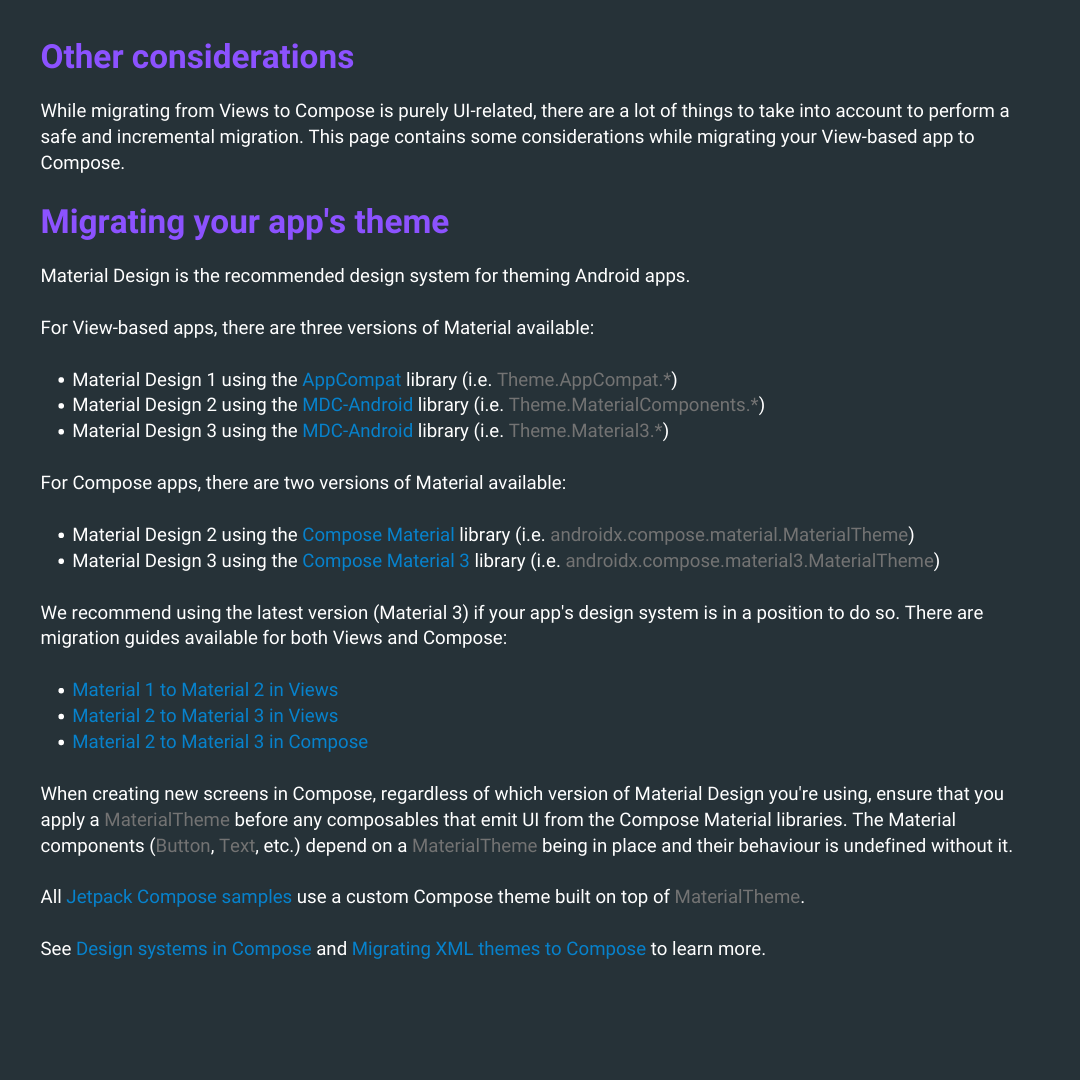 Other considerations
While migrating from Views to Compose is purely UI-related, there are a lot of things to take into account to perform a
safe and incremental migration. This page contains some considerations while migrating your View-based app to
Compose.
Migrating your app's theme
Material Design is the recommended design system for theming Android apps.
For View-based apps, there are three versions of Material available:
• Material Design 1 using the AppCompat library (i.e. Theme.AppCompat.*)
• Material Design 2 using the MDC-Android library (i.e. Theme.MaterialComponents.*)
• Material Design 3 using the MDC-Android library (i.e. Theme.Material3.*)
For Compose apps, there are two versions of Material available:
• Material Design 2 using the Compose Material library (i.e. androidx.compose.material.MaterialTheme)
• Material Design 3 using the Compose Material 3 library (i.e. androidx.compose.material3.MaterialTheme)
We recommend using the latest version (Material 3) if your app's design system is in a position to do so. There are
migration guides available for both Views and Compose:
• Material 1 to Material 2 in Views
• Material 2 to Material 3 in Views
• Material 2 to Material 3 in Compose
When creating new screens in Compose, regardless of which version of Material Design you're using, ensure that you
apply a MaterialTheme before any composables that emit UI from the Compose Material libraries. The Material
components (Button, Text, etc.) depend on a MaterialTheme being in place and their behaviour is undefined without it.
All Jetpack Compose samples use a custom Compose theme built on top of MaterialTheme.
See Design systems in Compose and Migrating XML themes to Compose to learn more.